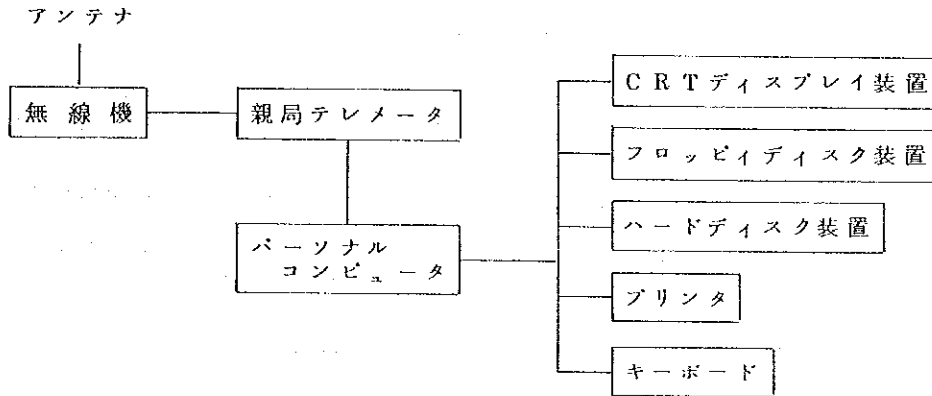 アンテナ
無線機
親局テレメータ
パーソナル
コンピュータ
CRTディスプレイ装置
フロッピィディスク装置
ハードディスク装置
プリンタ
キーボード